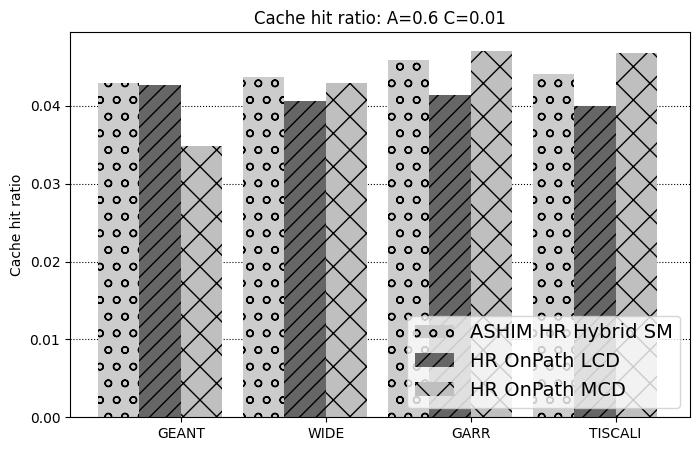 Cache hit ratio: A=0.6 C=0.01
Cache hit ratio
0.04
0.03
0.02
0.01
0.00
GEANT
WIDE
GARR
TISCALI
ASHIM HR Hybrid SM
HR OnPath LCD
HR OnPath MCD